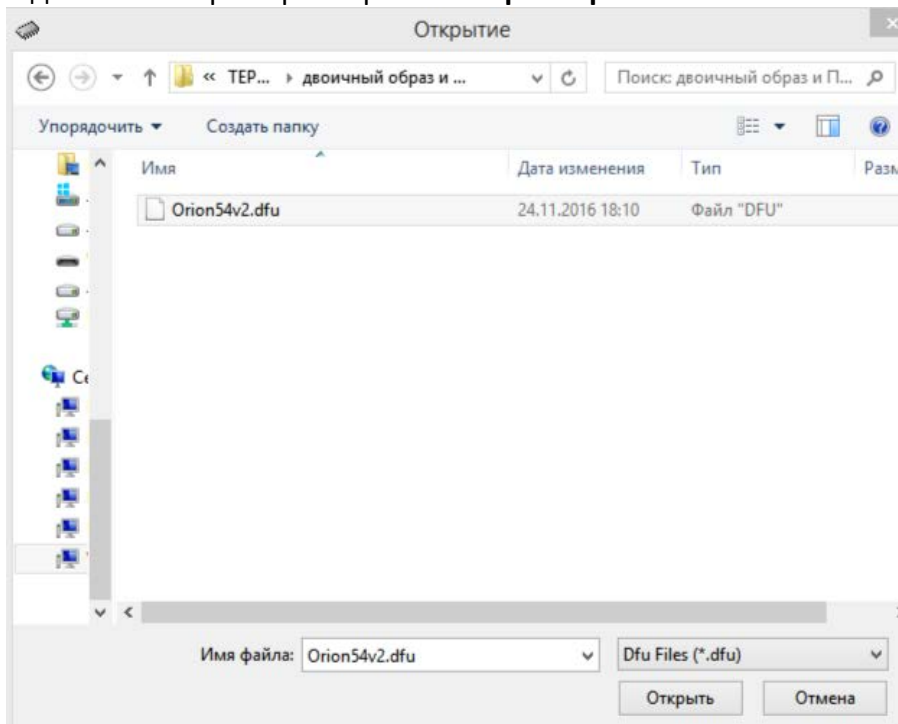 Открытие
« ТЕР... двоичный образ и ...
Поиск: двоичный образ и П...
Упорядочить
Создать папку
Имя
Дата изменения
Тип
Orion54v2.dfu
24.11.2016 18:10
Файл "DFU"
Имя файла:
Orion54v2.dfu
Dfu Files (*.dfu)
Открыть
Отмена